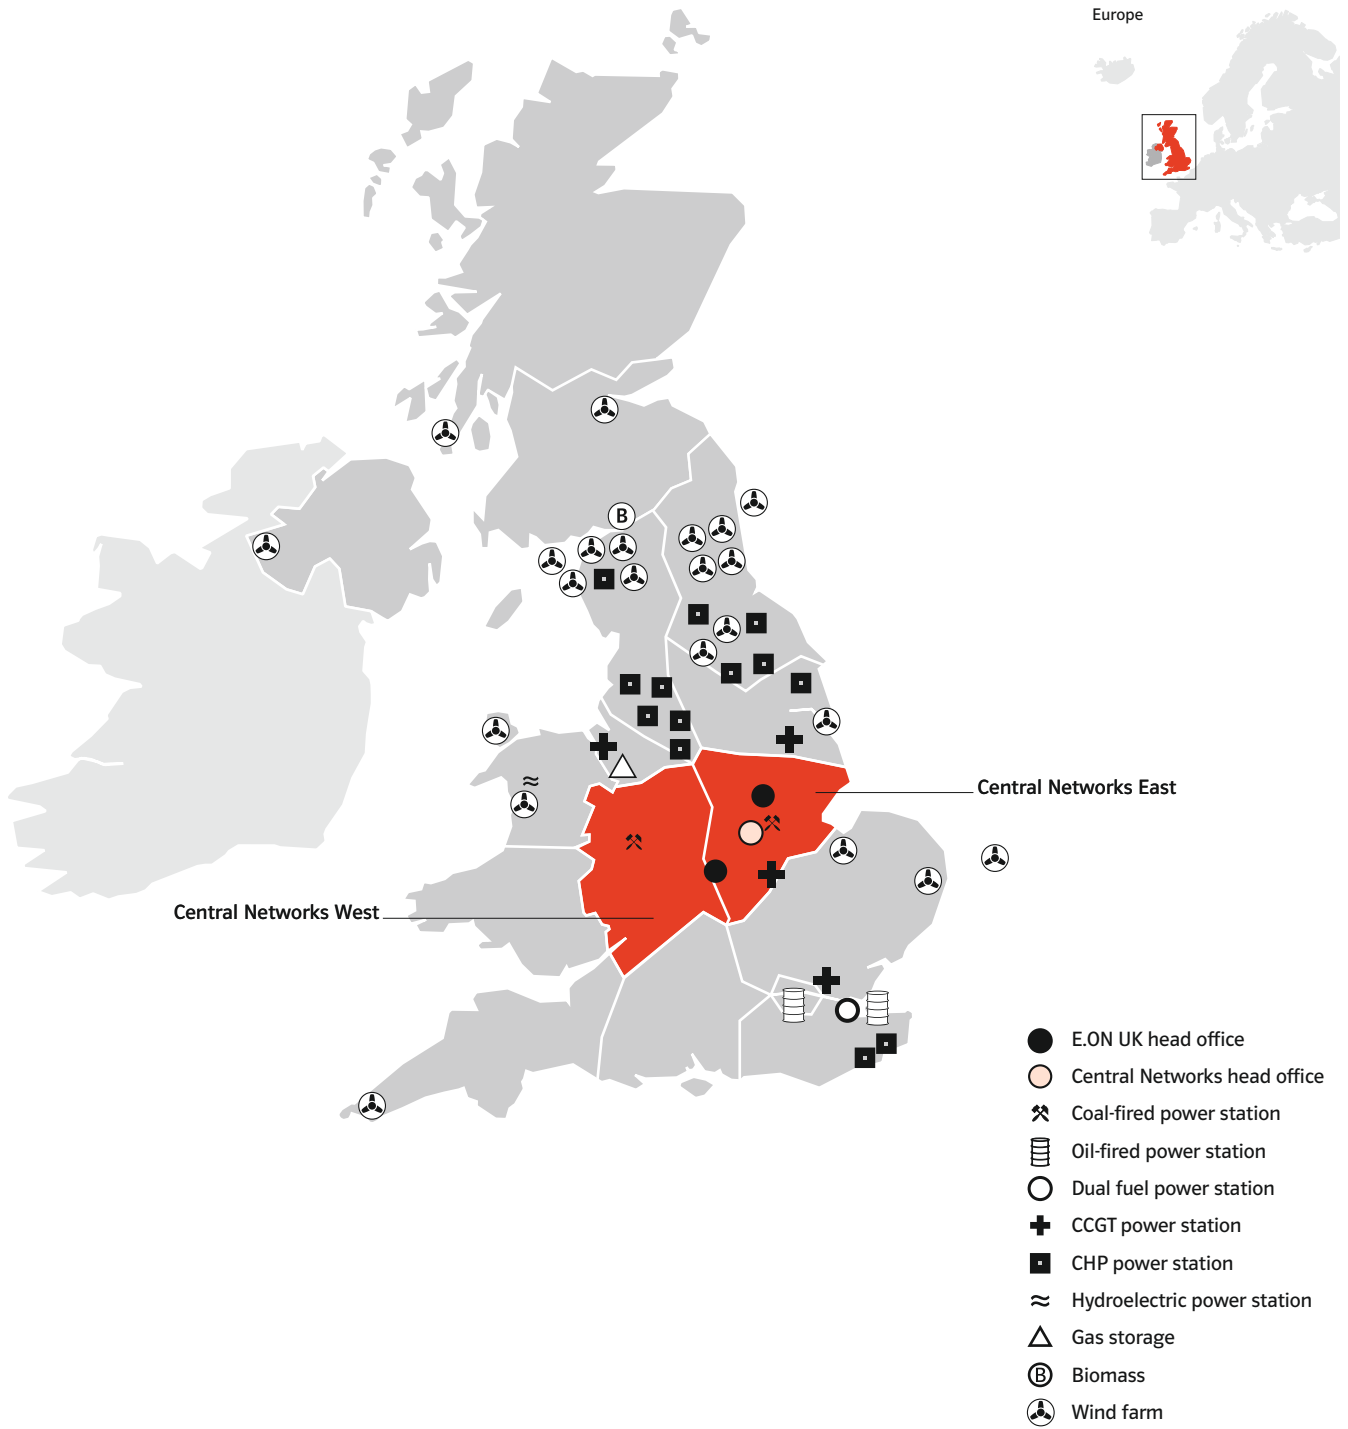 Europe
Central Networks East
Central Networks West
B
E.ON UK head office
Central Networks head office
Coal-fired power station
Oil-fired power station
Dual fuel power station
CCGT power station
CHP power station
Hydroelectric power station
Gas storage
B Biomass
Wind farm